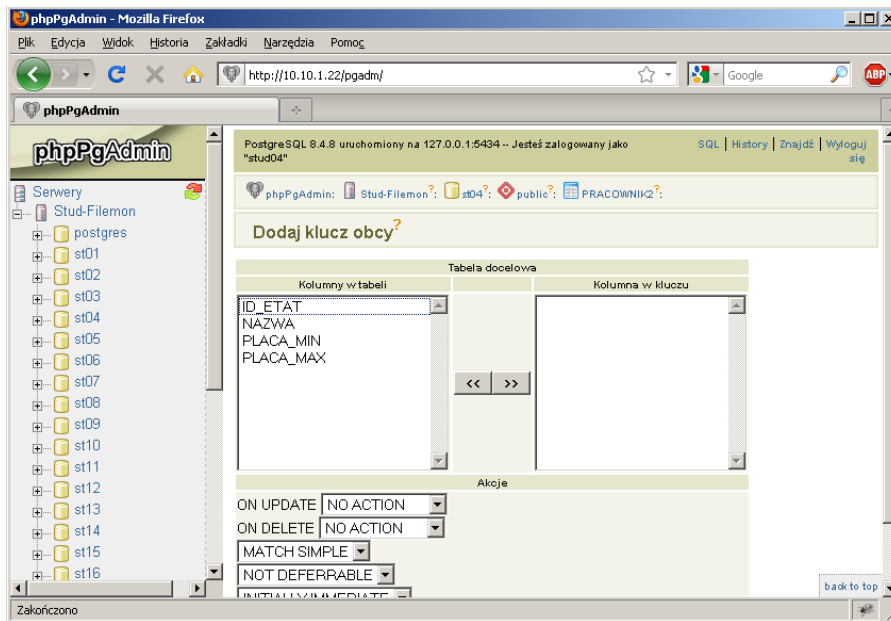 phpPgAdmin - Mozilla Firefox
Plik Edycja Widok Historia Zakładki Narzędzia Pomoc
http://10.10.1.22/pgadm/
Google
ABP
phpPgAdmin
phpPgAdmin
Serwery
Stud-Filemon
postgres
st01
st02
st03
st04
st05
st06
st07
st08
st09
st10
st11
st12
st13
st14
st15
st16
PostgreSQL 8.4.8 uruchomiony na 127.0.0.1:5434 -- Jesteś zalogowany jako
"stud04"
SQL | History | Znajdź | Wyloguj
się
phpPgAdmin: Stud-Filemon?: st04?: public?: PRACOWNIK2?:
Dodaj klucz obcy?
Tabela docelowa
Kolumny w tabeli Kolumna w kluczu
ID_ETAT
NAZWA
PLACA_MIN
PLACA_MAX
<< >>
Akcje
ON UPDATE NO ACTION
ON DELETE NO ACTION
MATCH SIMPLE
NOT DEFERRABLE
INITIALLY IMMEDIATE
back to top
Zakończono